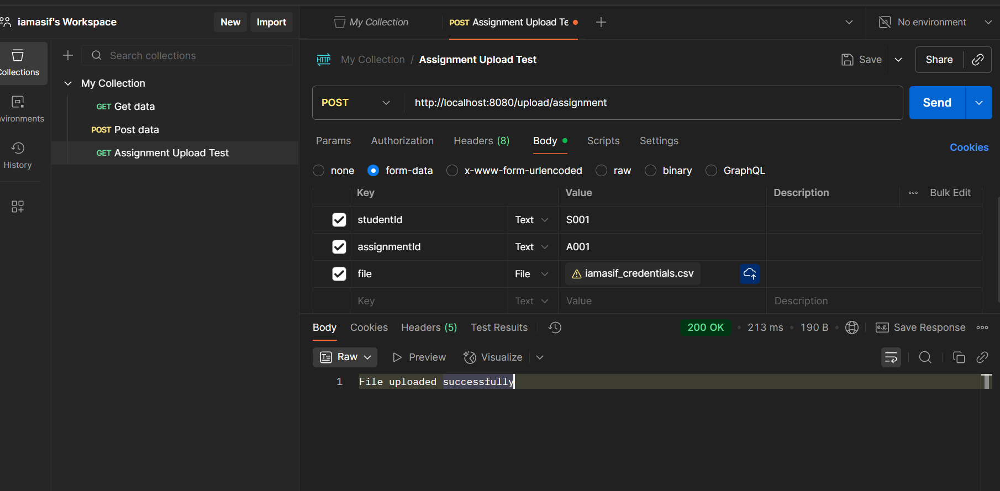 iamasif's Workspace
New
Import
My Collection
POST Assignment Upload Te
No environment
Collections
Search collections
My Collection / Assignment Upload Test
Save
Share
My Collection
GET Get data
POST Post data
GET Assignment Upload Test
nvironments
History
POST
http://localhost:8080/upload/assignment
Send
Params
Authorization
Headers (8)
Body
Scripts
Settings
Cookies
none
form-data
x-www-form-urlencoded
raw
binary
GraphQL
Key
Value
Description
Bulk Edit
studentId
Text
S001
assignmentId
Text
A001
file
File
iamasif_credentials.csv
Key
Text
Value
Description
Body
Cookies
Headers (5)
Test Results
200 OK
213 ms
190 B
e.g.
Save Response
Raw
Preview
Visualize
1 File uploaded successfully